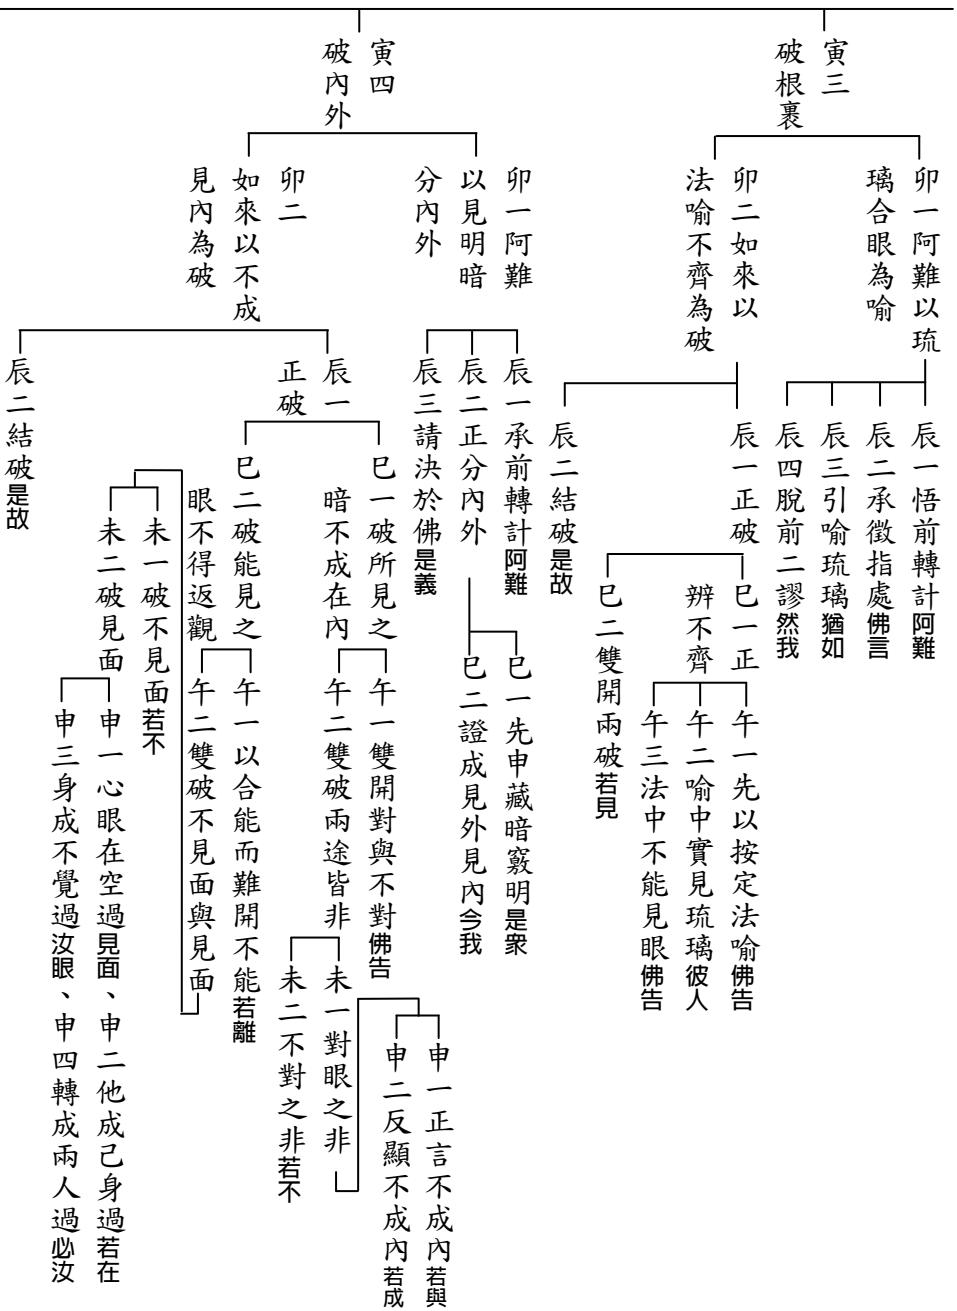 寅三
破根裏
卯一阿難以琉
璃合眼為喻
辰一悟前轉計阿難
辰二承徵指處佛言
辰三引喻琉璃猶如
辰四脫前二謬然我
卯二如來以
法喻不齊為破
辰一正破
巳一正
辨不齊
午一先以按定法喻佛告
午二喻中實見琉璃彼人
午三法中不能見眼佛告
巳二雙開兩破若見
辰二結破是故
寅四
破內外
卯一阿難
以見明暗
分內外
辰一承前轉計阿難
辰二正分內外
巳一先申藏暗竅明是衆
巳二證成見外見內今我
辰三請決於佛是義
卯二
如來以不成
見內為破
辰一
正破
巳一破所見之
暗不成在內
午一雙開對與不對佛告
午二雙破兩途皆非
未一對眼之非
申一正言不成內若與
申二反顯不成內若成
未二不對之非若不
巳二破能見之
眼不得返觀
午一以合能而難開不能若離
午二雙破不見面與見面
未一破不見面若不
未二破見面
申一心眼在空過見面、申二他成己身過若在
申三身成不覺過汝眼、申四轉成兩人過必汝
辰二結破是故